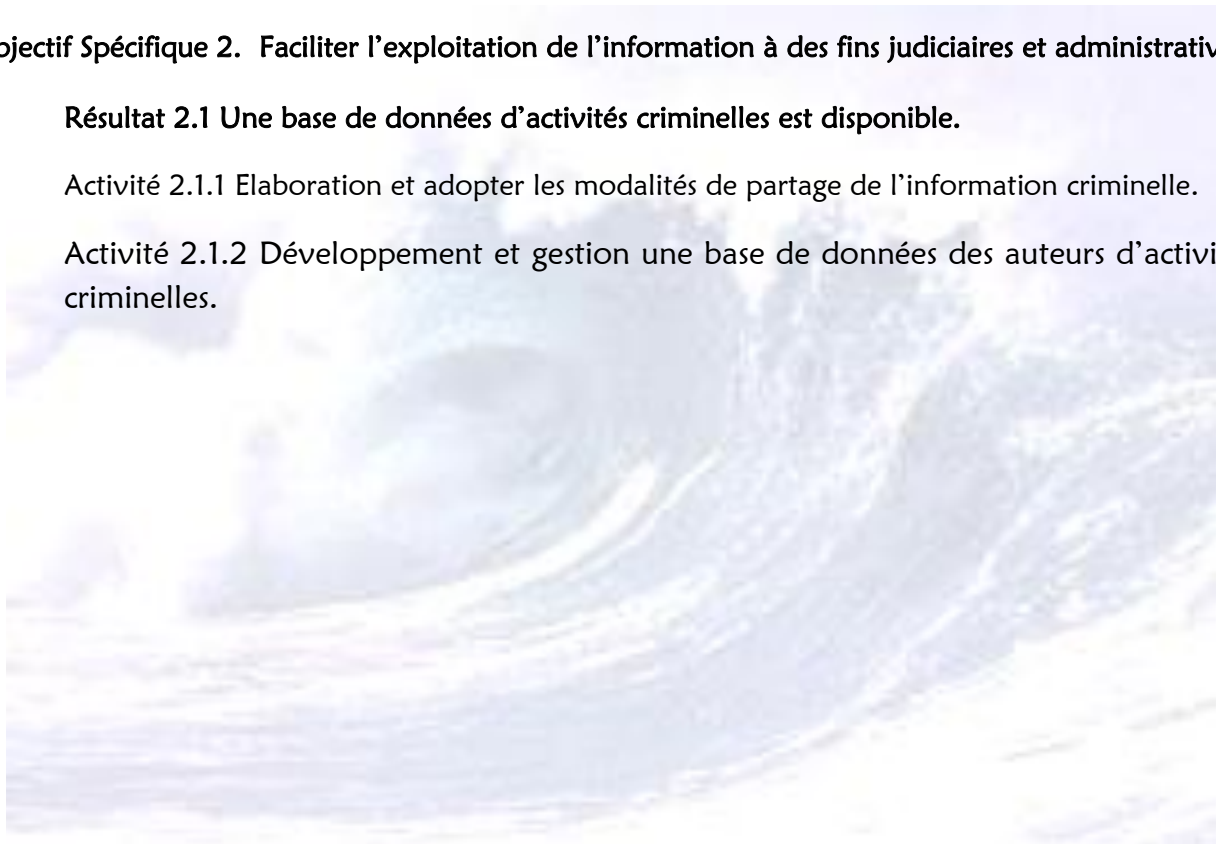 bjectif Spécifique 2. Faciliter l’exploitation de l’information à des fins judiciaires et administrativ
Résultat 2.1 Une base de données d’activités criminelles est disponible.
Activité 2.1.1 Elaboration et adopter les modalités de partage de l’information criminelle.
Activité 2.1.2 Développement et gestion une base de données des auteurs d’activi
criminelles.